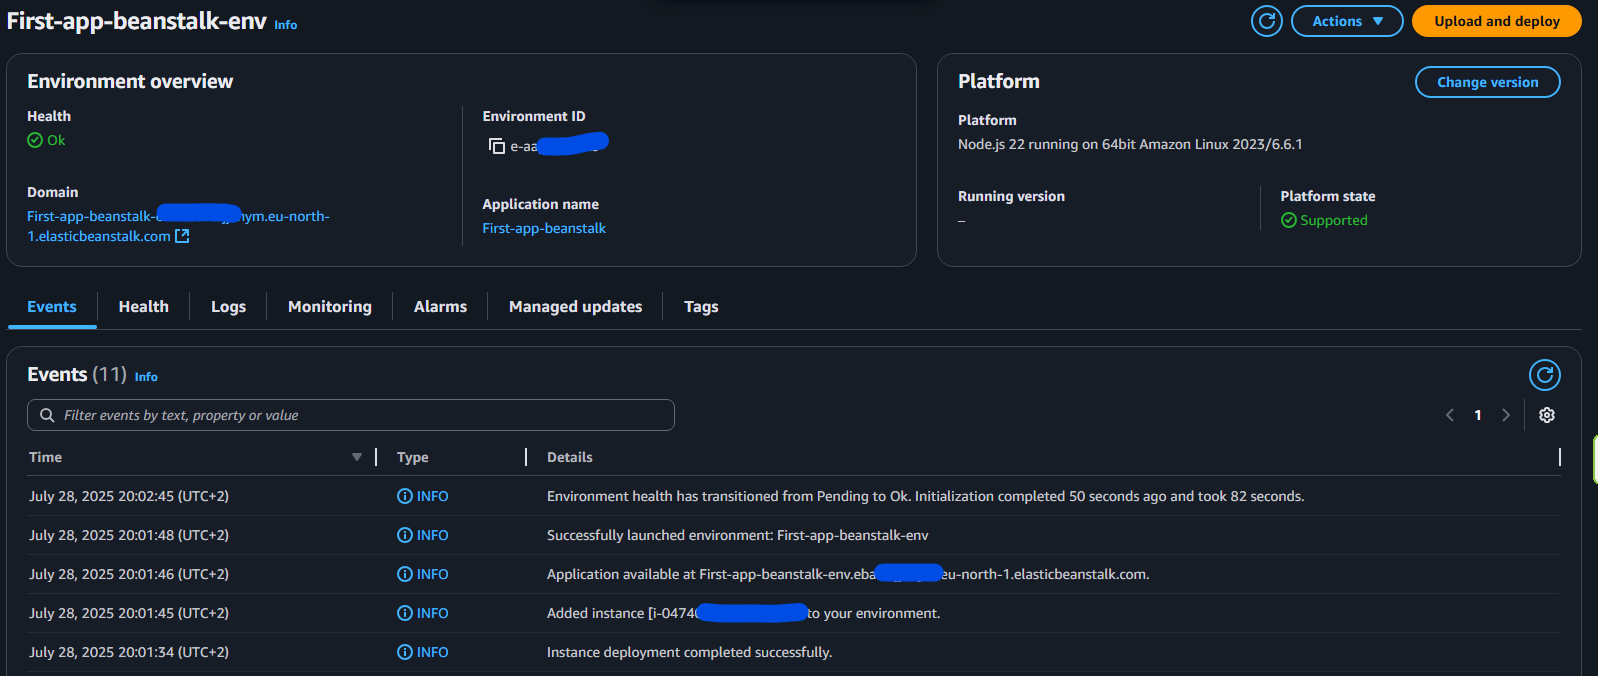 First-app-beanstalk-env Info
Actions
Upload and deploy
Environment overview
Health
Ok
Environment ID
e-aa
Domain
First-app-beanstalk-
nym.eu-north-
1.elasticbeanstalk.com
Application name
First-app-beanstalk
Platform
Change version
Platform
Node.js 22 running on 64bit Amazon Linux 2023/6.6.1
Running version
–
Platform state
Supported
Events
Health
Logs
Monitoring
Alarms
Managed updates
Tags
Events (11) Info
Filter events by text, property or value
1
Time
Type
Details
July 28, 2025 20:02:45 (UTC+2) INFO Environment health has transitioned from Pending to Ok. Initialization completed 50 seconds ago and took 82 seconds.
July 28, 2025 20:01:48 (UTC+2) INFO Successfully launched environment: First-app-beanstalk-env
July 28, 2025 20:01:46 (UTC+2) INFO Application available at First-app-beanstalk-env.eba eu-north-1.elasticbeanstalk.com.
July 28, 2025 20:01:45 (UTC+2) INFO Added instance [i-0474 to your environment.
July 28, 2025 20:01:34 (UTC+2) INFO Instance deployment completed successfully.